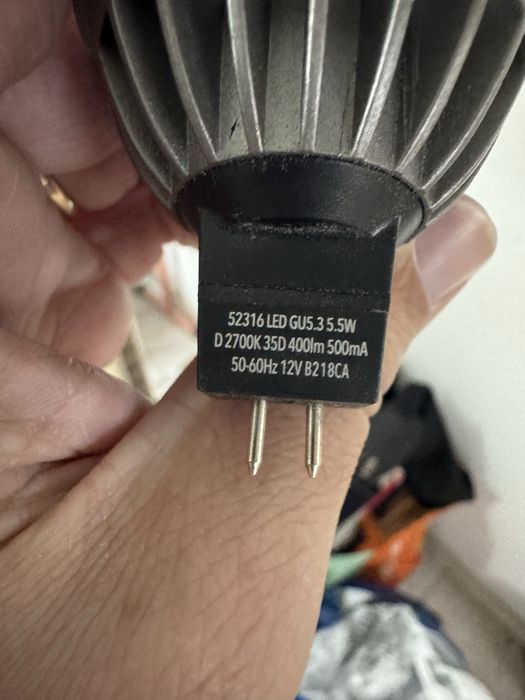 52316 LED GU5.3 5.5W
D 2700K 35D 400lm 500mA
50-60Hz 12V B218CA